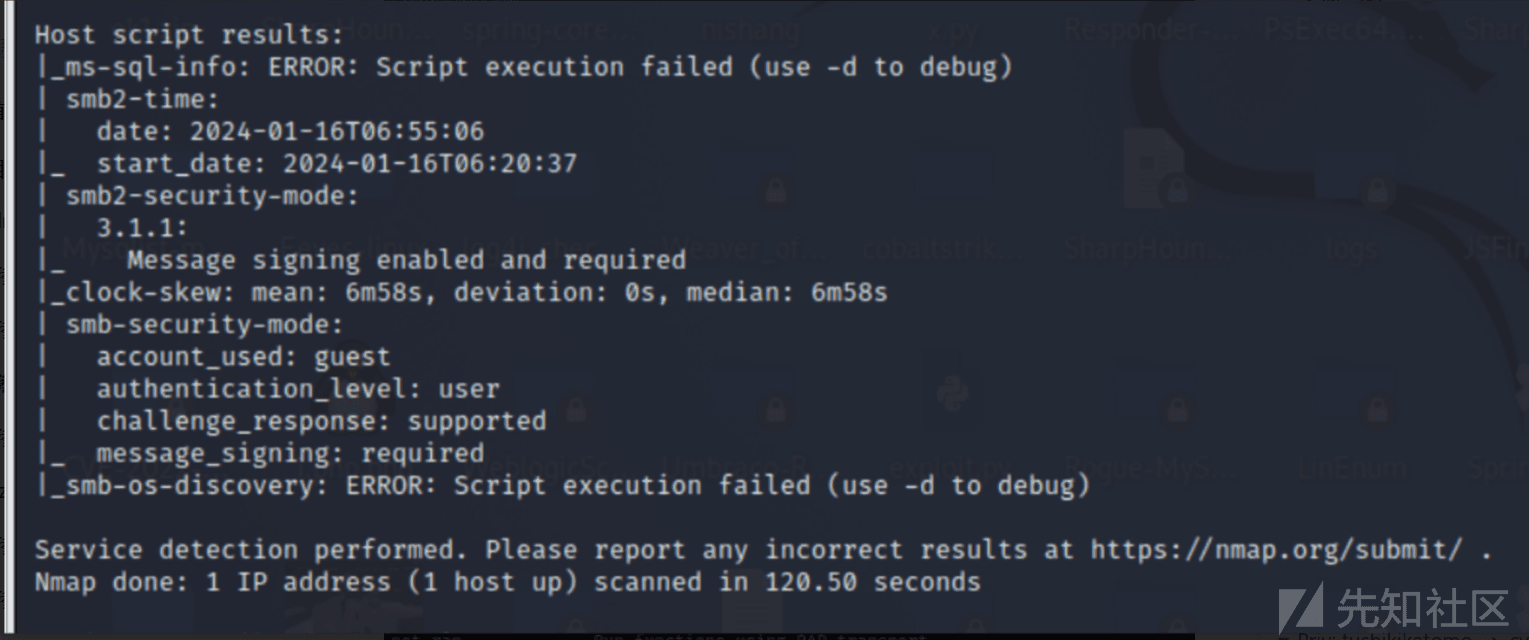 Host script results:
|_ms-sql-info: ERROR: Script execution failed (use -d to debug)
| smb2-time:
|   date: 2024-01-16T06:55:06
|_  start_date: 2024-01-16T06:20:37
| smb2-security-mode:
|   3.1.1:
|_    Message signing enabled and required
|_clock-skew: mean: 6m58s, deviation: 0s, median: 6m58s
| smb-security-mode:
|   account_used: guest
|   authentication_level: user
|   challenge_response: supported
|_  message_signing: required
|_smb-os-discovery: ERROR: Script execution failed (use -d to debug)
Service detection performed. Please report any incorrect results at https://nmap.org/submit/ .
Nmap done: 1 IP address (1 host up) scanned in 120.50 seconds
先知社区